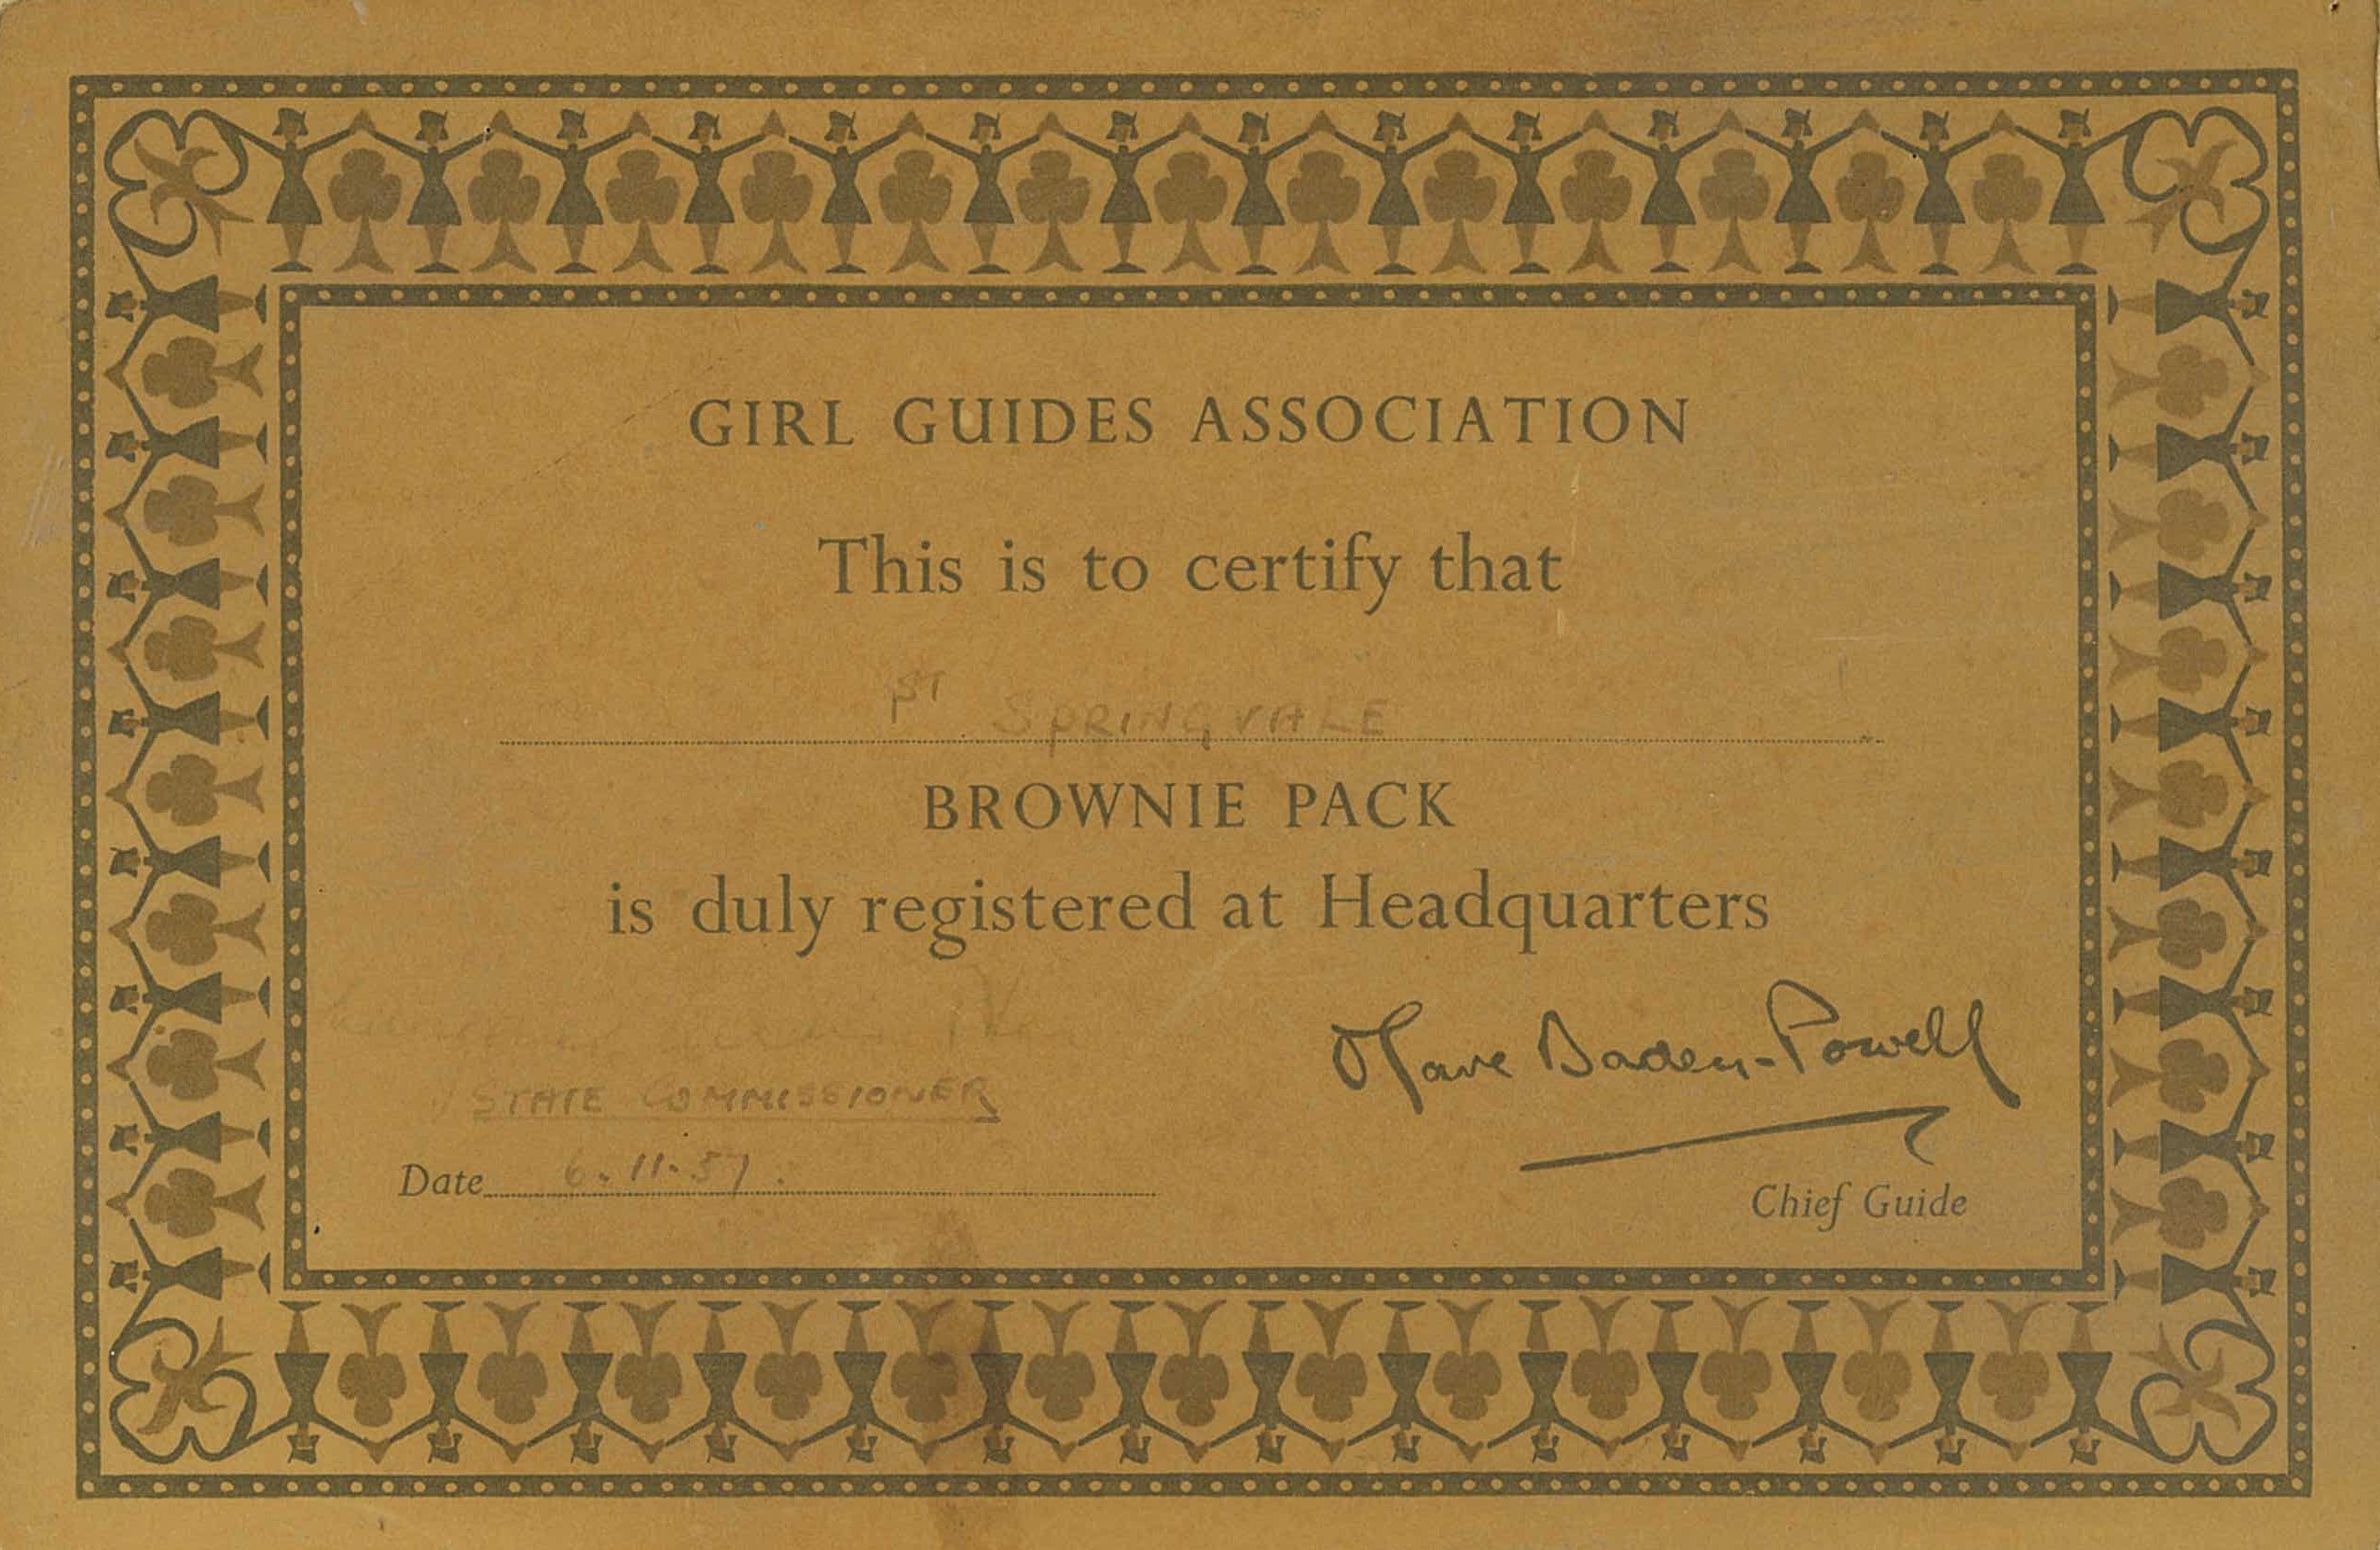 GIRL GUIDES ASSOCIATION
This is to certify that
1ST SPRINGVALE
BROWNIE PACK
is duly registered at Headquarters
Olave Baden-Powell
STATE COMMISSIONER
Date 6.11.57.
Chief Guide